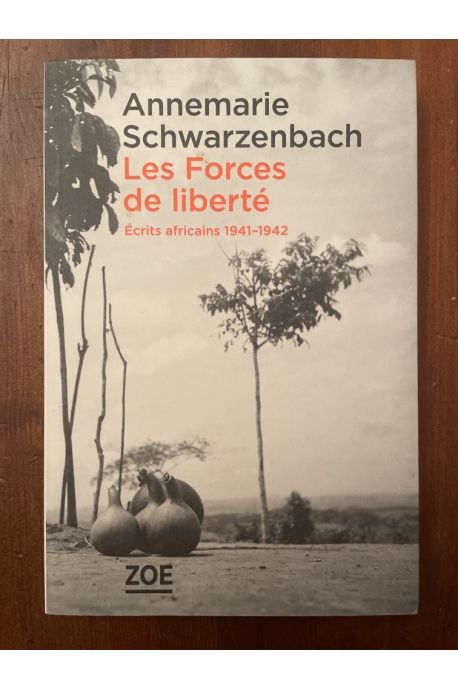 Annemarie
Schwarzenbach
Les Forces
de liberté
Écrits africains 1941–1942
ZOE